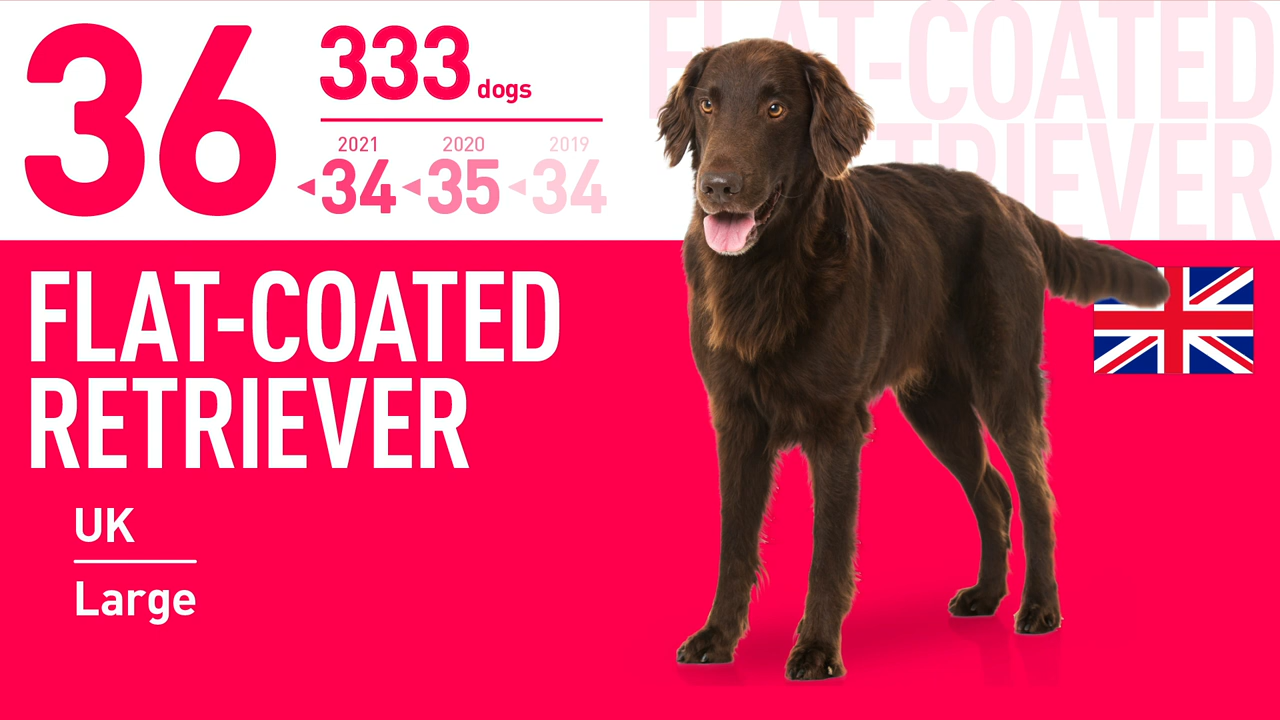 36
333 dogs
2021 2020 2019
◄34 ◄35 ◄34
FLAT-COATED
RETRIEVER
UK
Large
FLAT-COATED
RETRIEVER